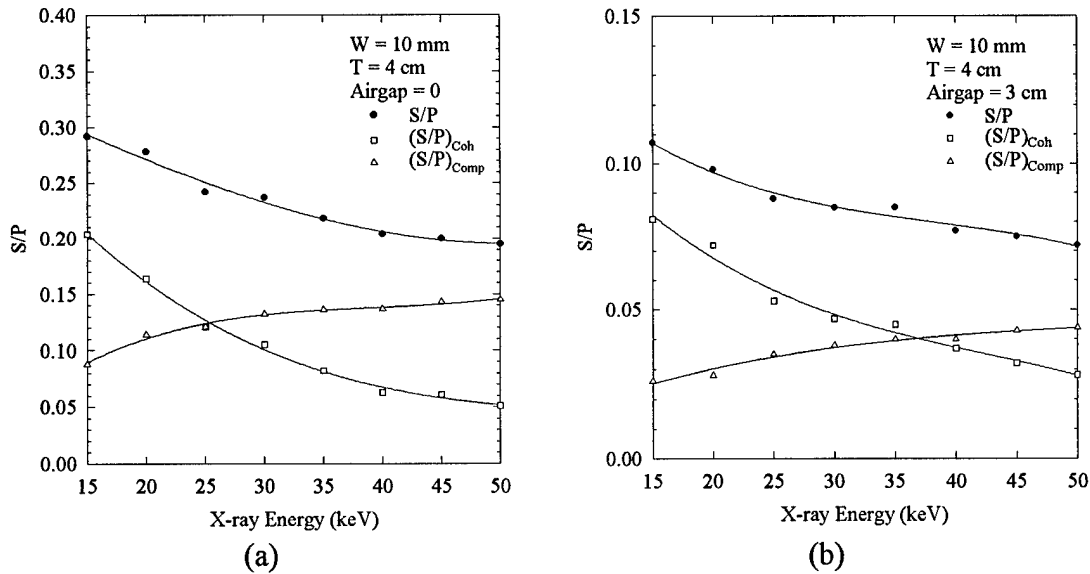 0.40
0.35
0.30
0.25
0.20
0.15
0.10
0.05
0.00
S/P
W = 10 mm
T = 4 cm
Airgap = 0
S/P
(S/P)Coh
(S/P)Comp
15 20 25 30 35 40 45 50
X-ray Energy (keV)
(a)
0.15
0.10
0.05
0.00
S/P
W = 10 mm
T = 4 cm
Airgap = 3 cm
S/P
(S/P)Coh
(S/P)Comp
15 20 25 30 35 40 45 50
X-ray Energy (keV)
(b)